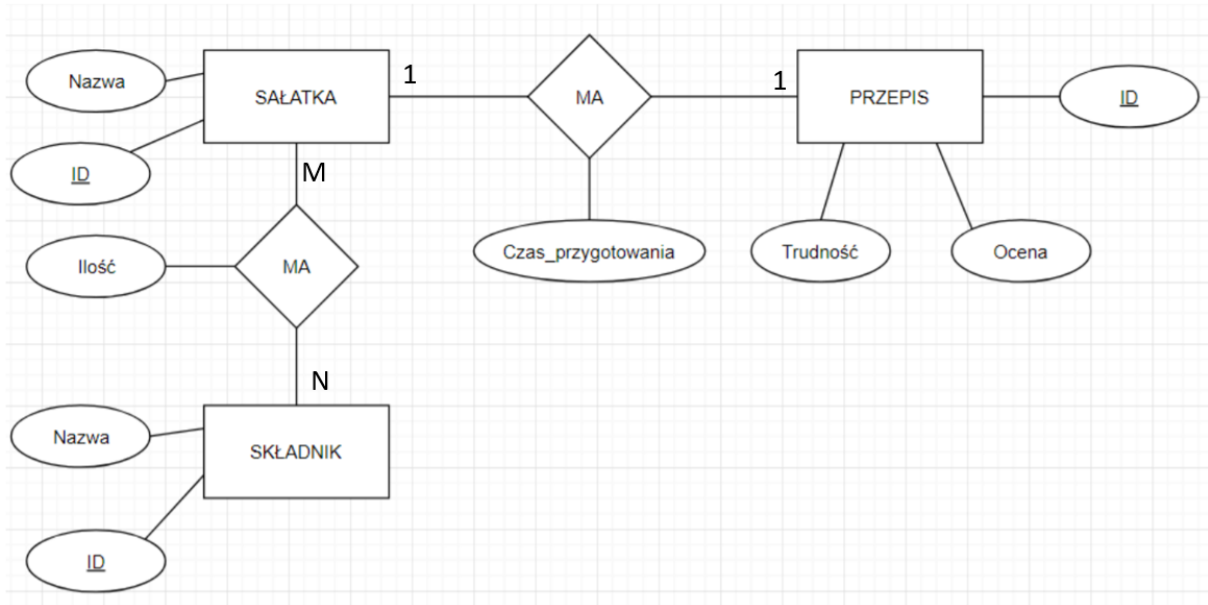 Nazwa
SAŁATKA
1
MA
1
PRZEPIS
ID
ID
M
Ilość
MA
Czas_przygotowania
Trudność
Ocena
N
Nazwa
SKŁADNIK
ID